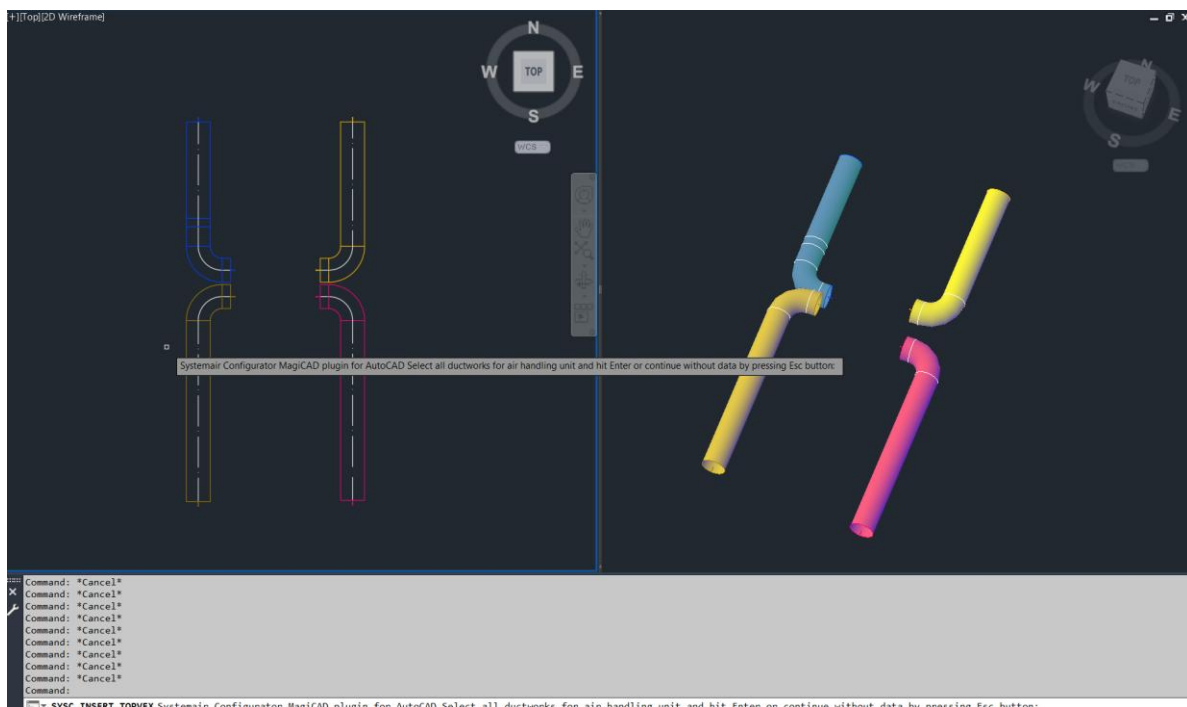 [+][Top][2D Wireframe]
N
W
TOP
E
S
WCS
N
W
TOP
E
S
Systemair Configurator MagiCAD plugin for AutoCAD Select all ductworks for air handling unit and hit Enter or continue without data by pressing Esc button:
Command: *Cancel*
Command: *Cancel*
Command: *Cancel*
Command: *Cancel*
Command: *Cancel*
Command: *Cancel*
Command: *Cancel*
Command: *Cancel*
Command: *Cancel*
Command:
SYSC_INSERT_TOPVEX Systemair Configurator MagiCAD plugin for AutoCAD Select all ductworks for air handling unit and hit Enter or continue without data by pressing Esc button: